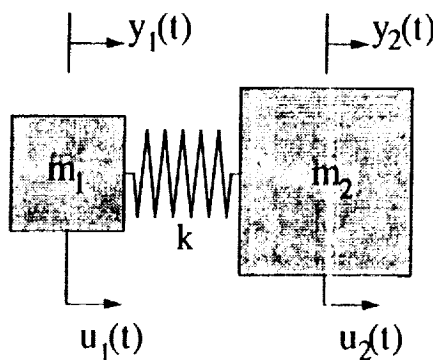 y₁(t) y₂(t)
m₁ m₂
k
u₁(t) u₂(t)